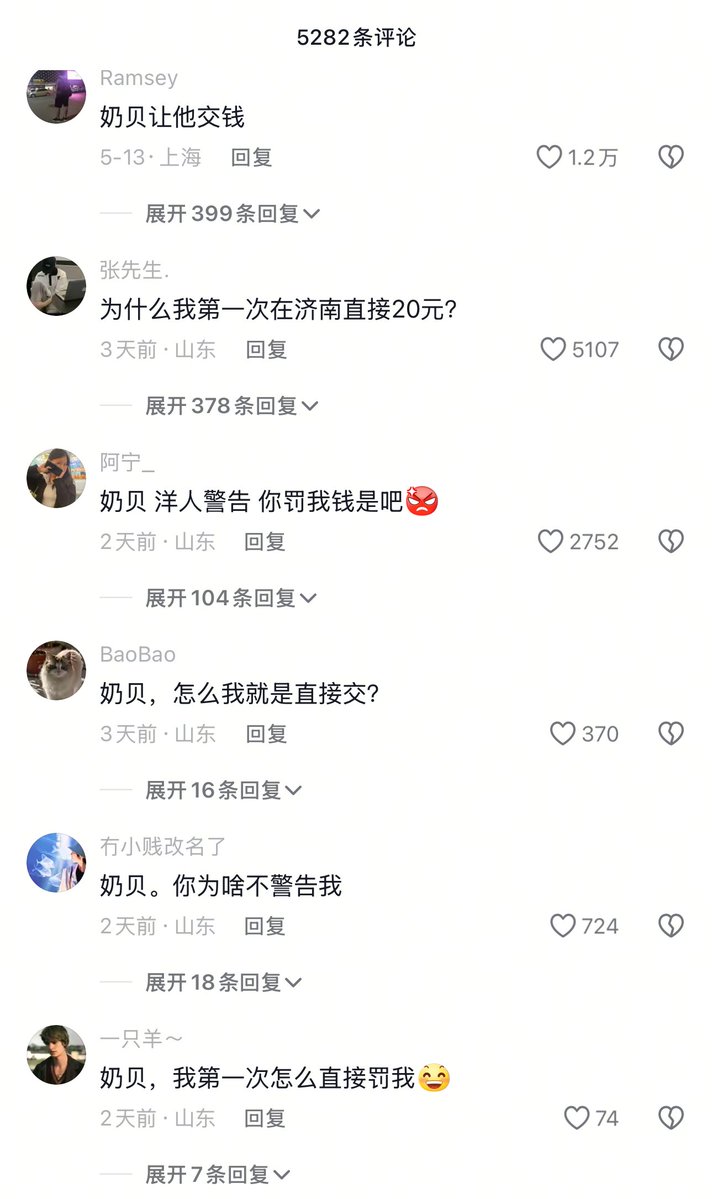 5282条评论
Ramsey
奶贝让他交钱
5-13·上海 回复 1.2万
展开399条回复
张先生.
为什么我第一次在济南直接20元?
3天前·山东 回复 5107
展开378条回复
阿宁_
奶贝 洋人警告 你罚我钱是吧😡
2天前·山东 回复 2752
展开104条回复
BaoBao
奶贝，怎么我就是直接交?
3天前·山东 回复 370
展开16条回复
冇小贱改名了
奶贝。你为啥不警告我
2天前·山东 回复 724
展开18条回复
一只羊～
奶贝，我第一次怎么直接罚我😄
2天前·山东 回复 74
展开7条回复